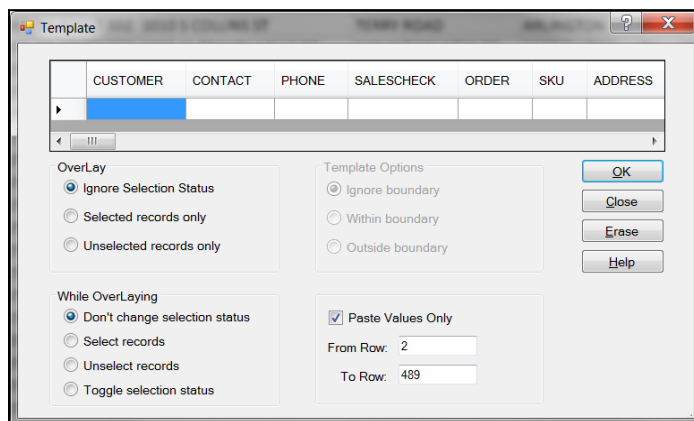 Template
CUSTOMER CONTACT PHONE SALESCHECK ORDER SKU ADDRESS
OverLay
Ignore Selection Status
Selected records only
Unselected records only
Template Options
Ignore boundary
Within boundary
Outside boundary
OK
Close
Erase
Help
While OverLaying
Don't change selection status
Select records
Unselect records
Toggle selection status
Paste Values Only
From Row: 2
To Row: 489